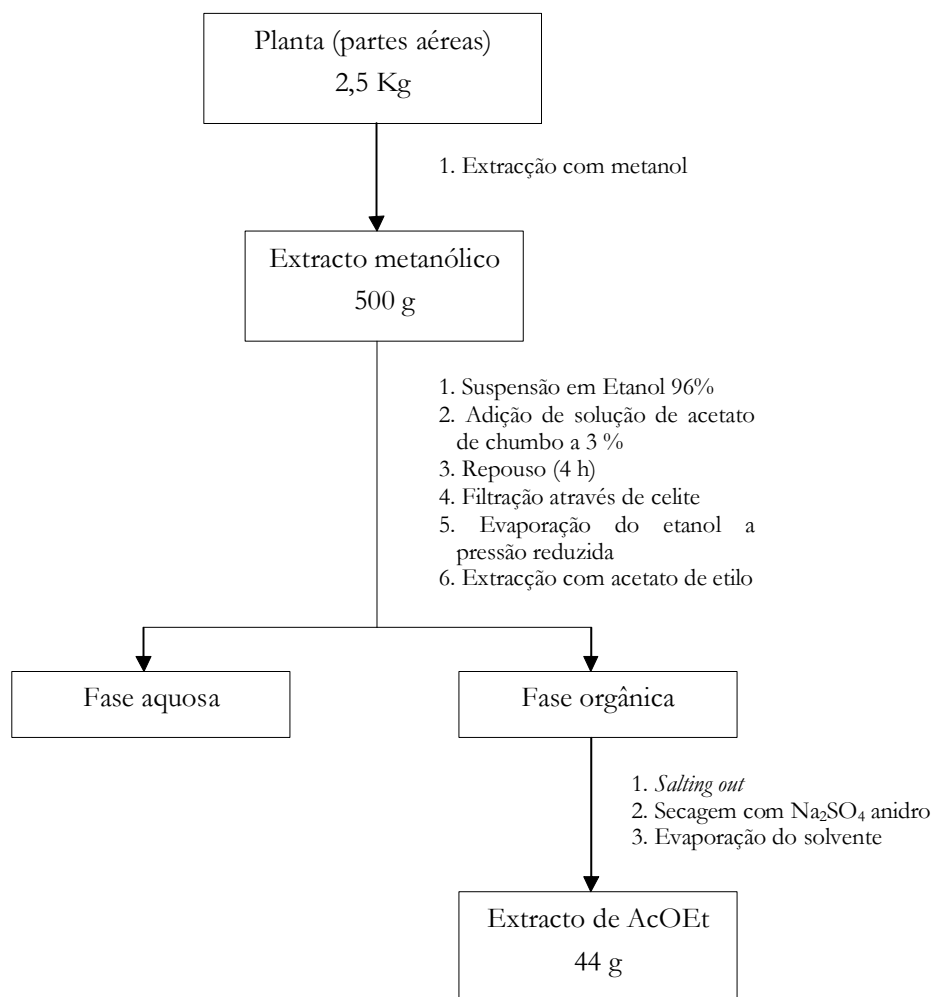 Planta (partes aéreas)
2,5 Kg
1. Extracção com metanol
Extracto metanólico
500 g
1. Suspensão em Etanol 96%
2. Adição de solução de acetato
de chumbo a 3 %
3. Repouso (4 h)
4. Filtração através de celite
5. Evaporação do etanol a
pressão reduzida
6. Extracção com acetato de etilo
Fase aquosa
Fase orgânica
1. Salting out
2. Secagem com Na₂SO₄ anidro
3. Evaporação do solvente
Extracto de AcOEt
44 g